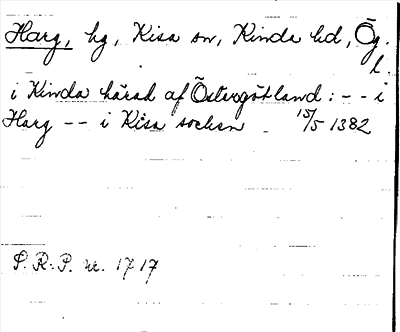 Harg, hg, Kisa sn, Kinda hd, Ög.
l.
i Kinda härad af Östergötland: -- i
Harg -- i Kisa socken 15/5 1382
S.R.P. nr. 1717